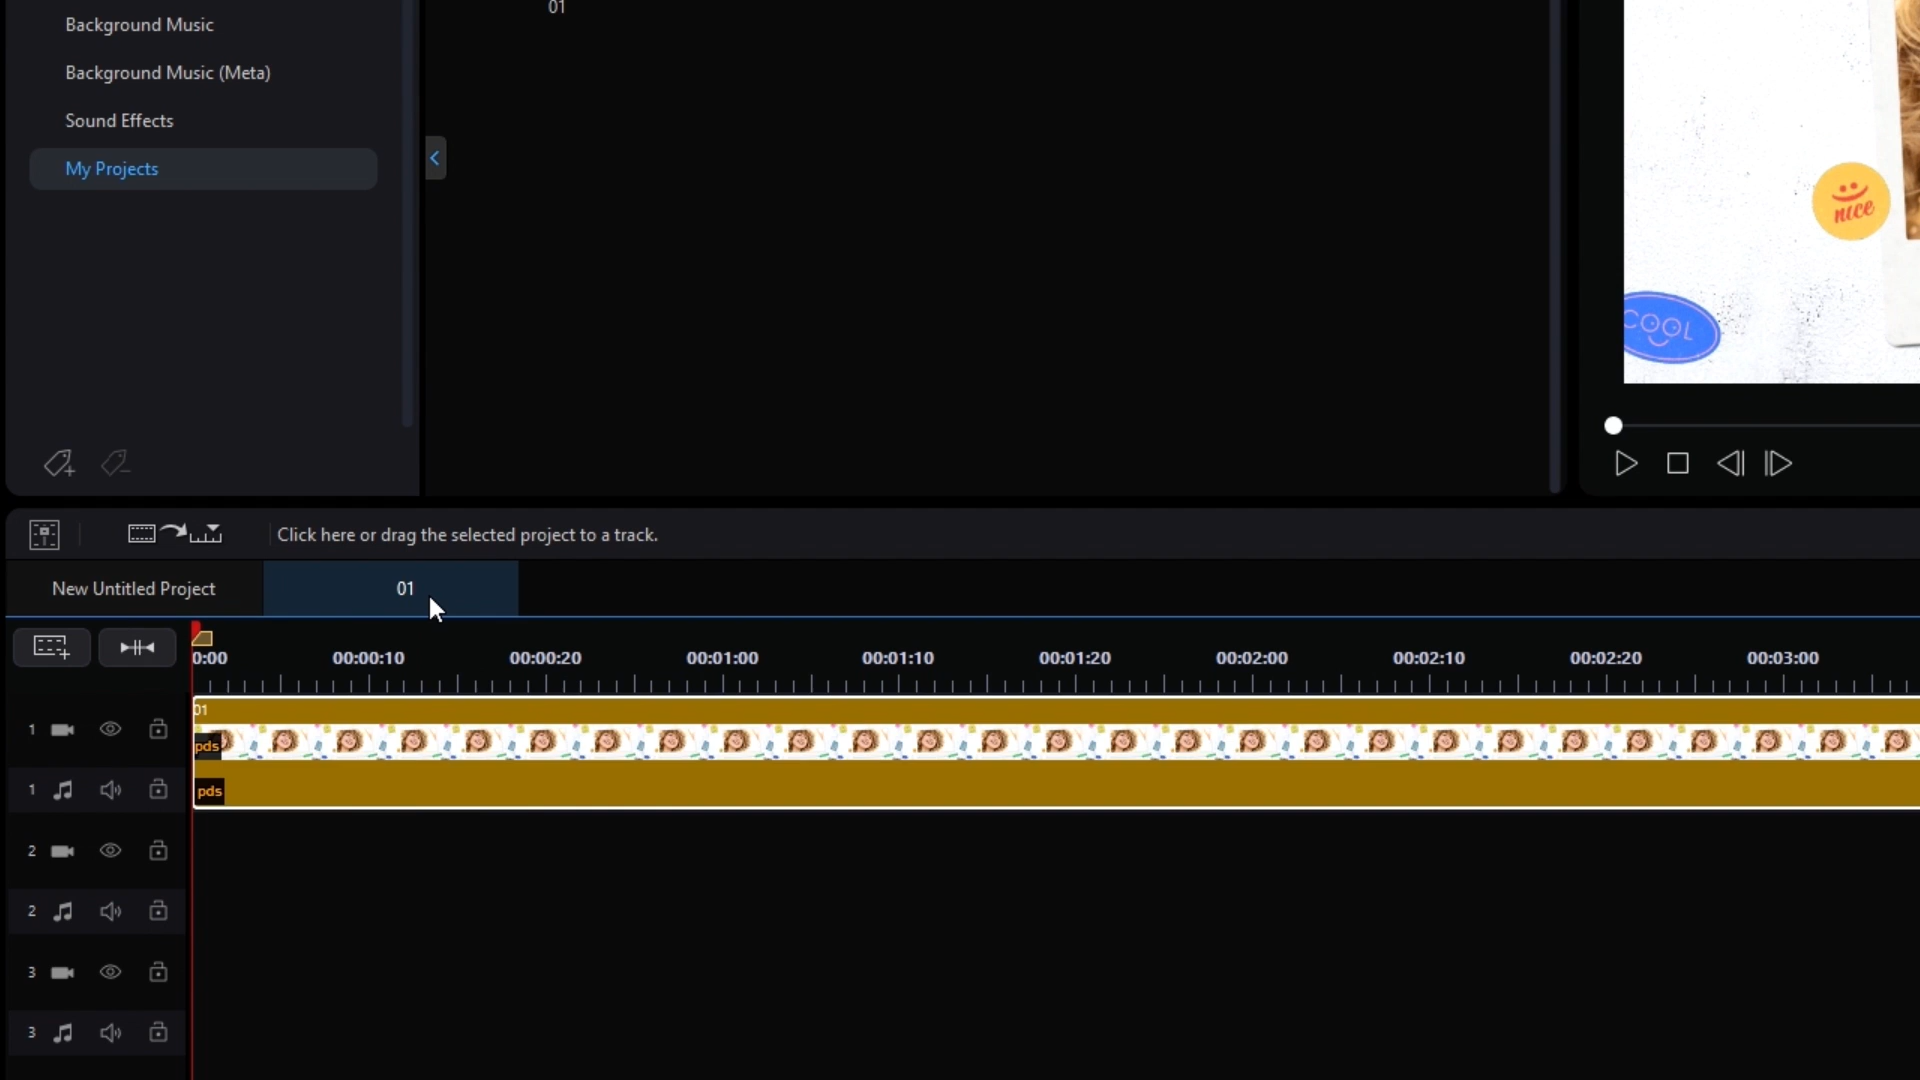 01
Background Music
Background Music (Meta)
Sound Effects
My Projects
nice
COOL
Click here or drag the selected project to a track.
New Untitled Project
01
0:00 00:00:10 00:00:20 00:01:00 00:01:10 00:01:20 00:02:00 00:02:10 00:02:20 00:03:00
01
1
pds
1
pds
2
2
3
3